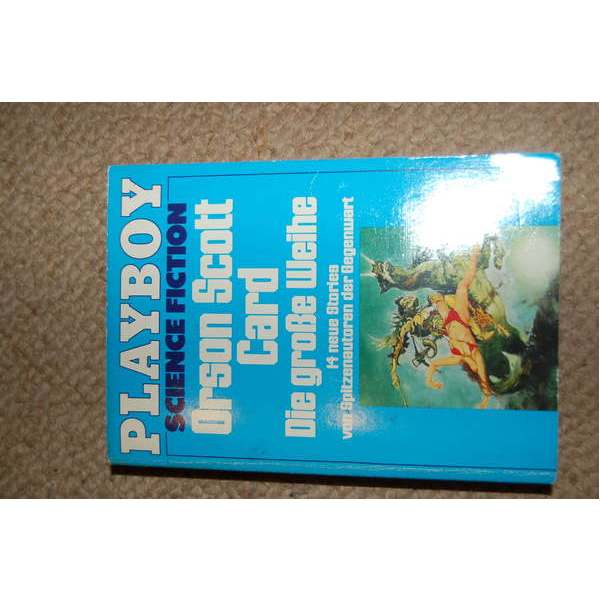 PLAYBOY
SCIENCE FICTION
Orson Scott
Card
Die große Weihe
14 neue Stories
von Spitzenautoren der Gegenwart